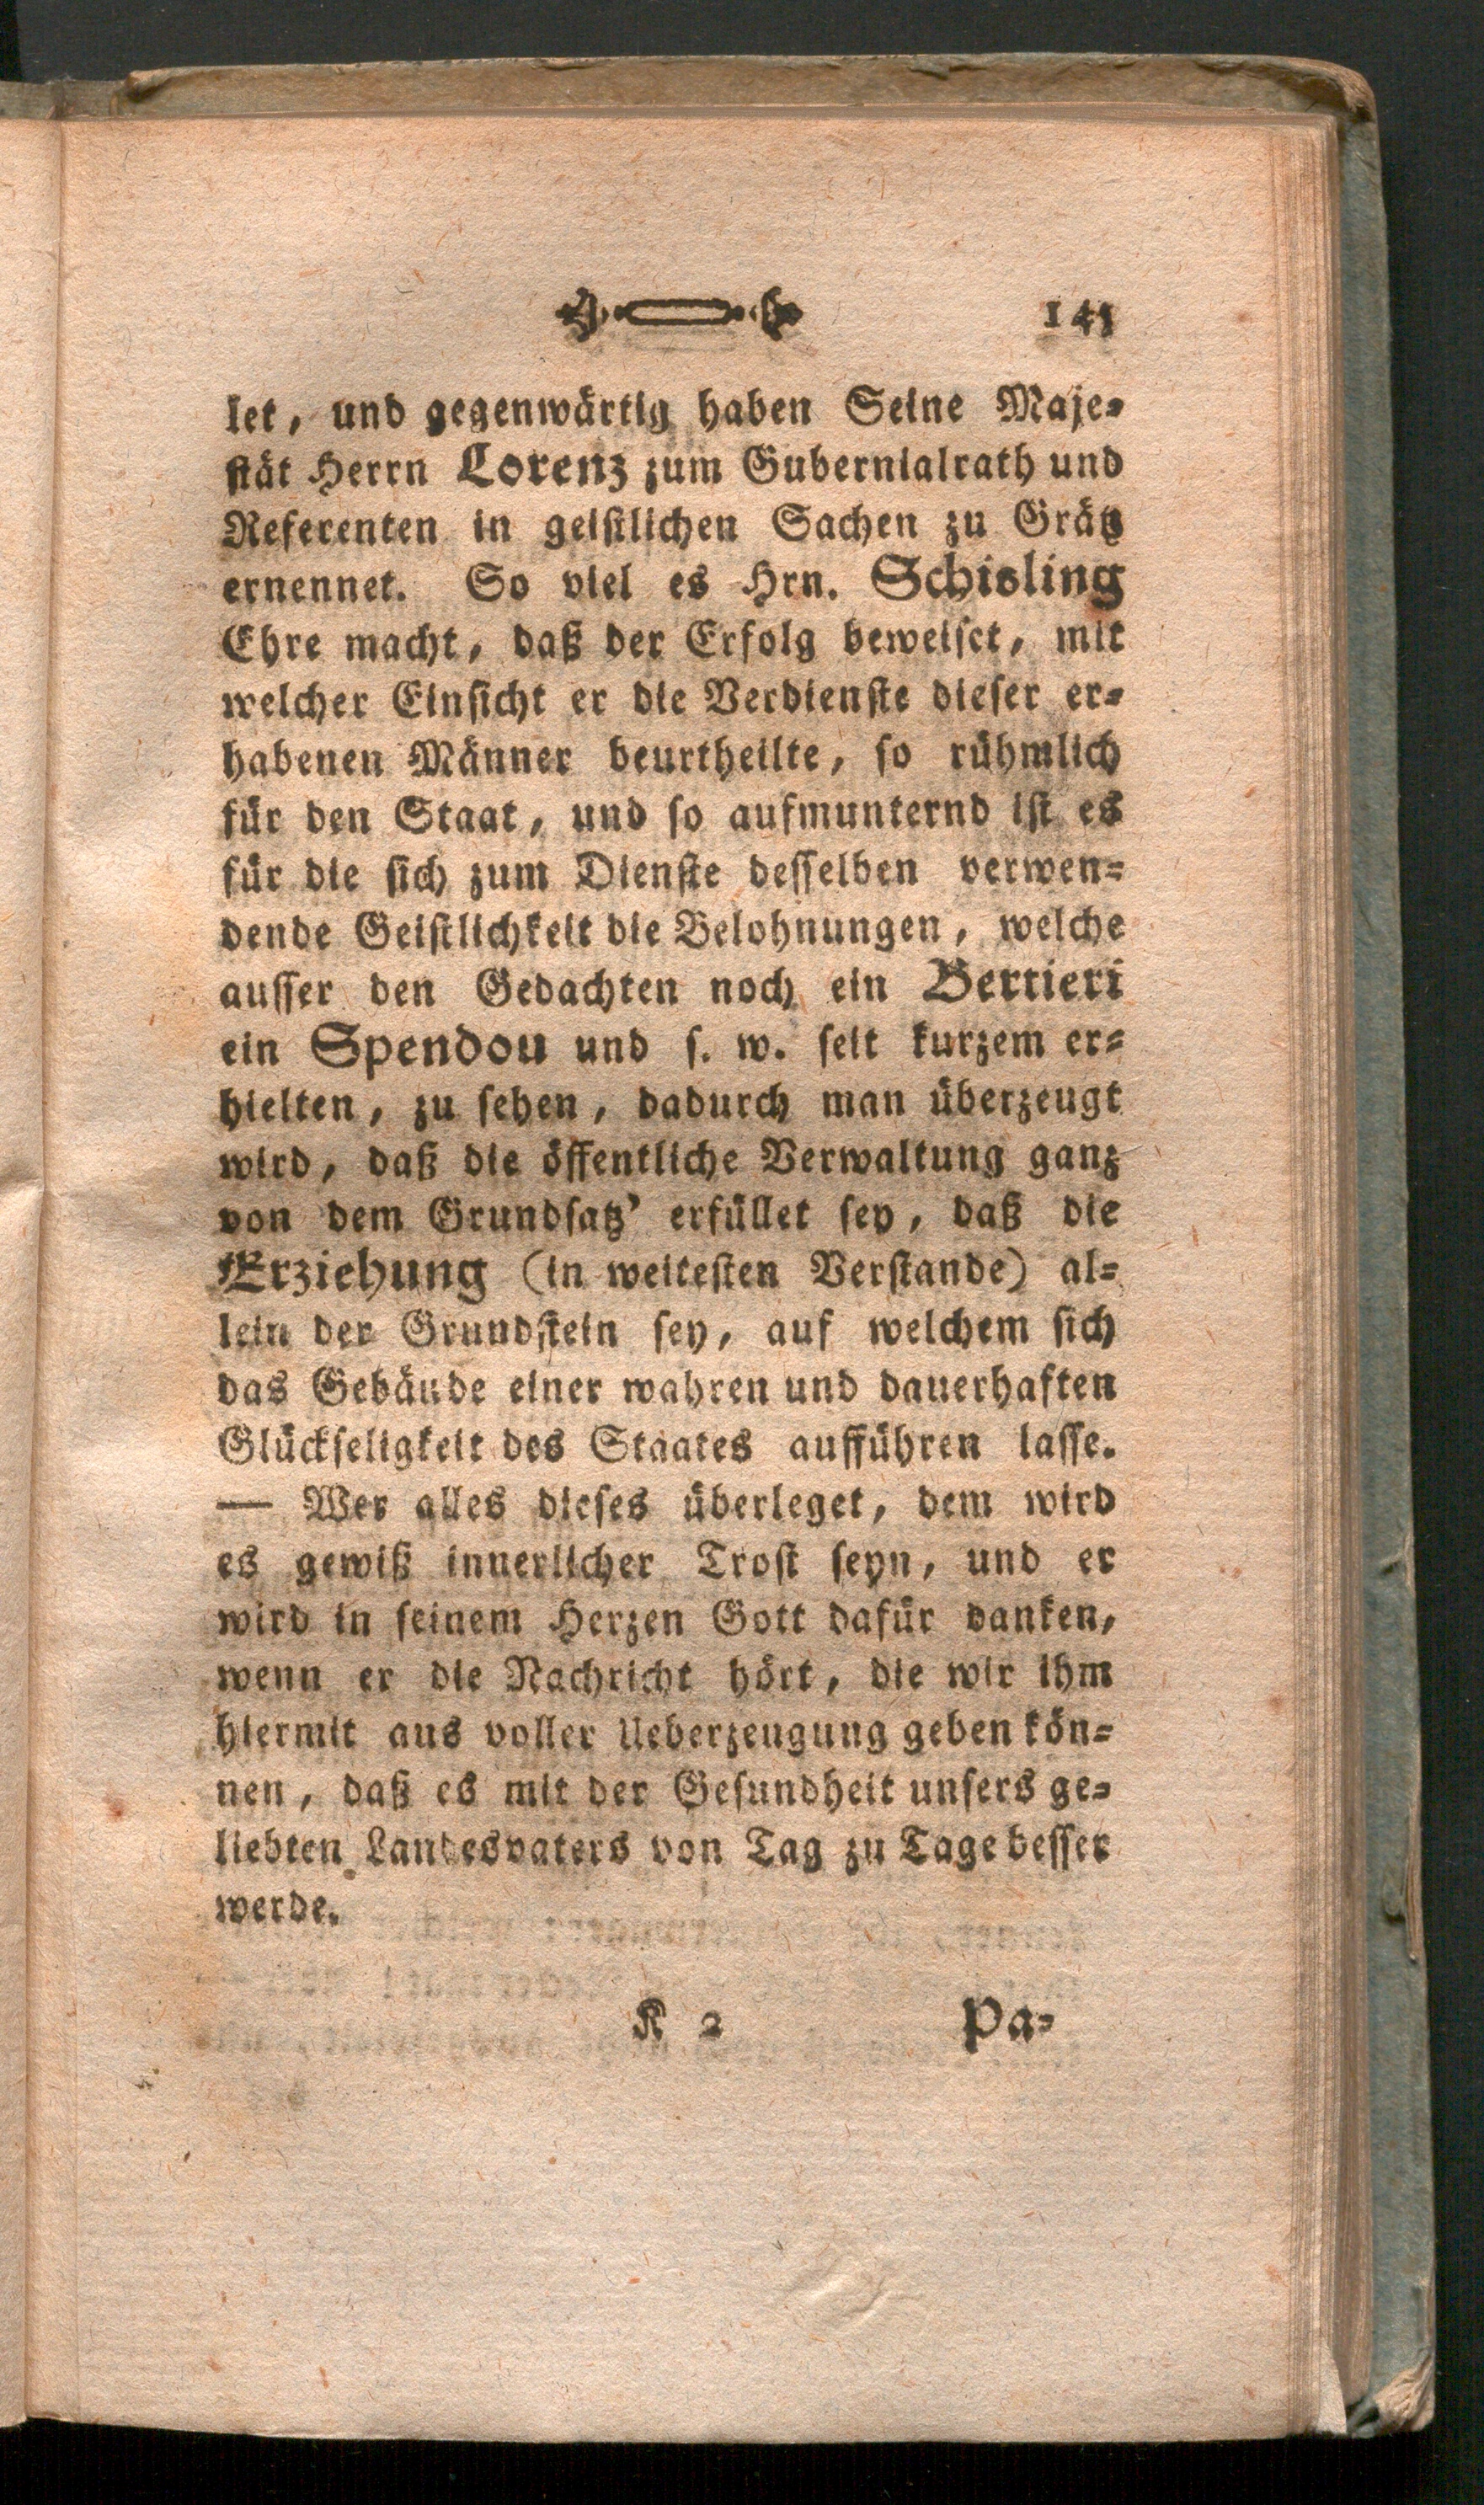 145
let, und gegenwärtig haben Seine Maje-
ſtät Herrn Lorenz zum Gubernialrath und
Referenten in geiſtlichen Sachen zu Grätz
ernennet. So viel es Hrn. Schisling
Ehre macht, daß der Erfolg beweiſet, mit
welcher Einſicht er die Verdienſte dieſer er-
habenen Männer beurtheilte, ſo rühmlich
für den Staat, und ſo aufmunternd iſt es
für die ſich zum Dienſte deſſelben verwen-
dende Geiſtlichkeit die Belohnungen, welche
auſſer den Gedachten noch ein Bertieri
ein Spendou und ſ. w. ſeit kurzem er-
hielten, zu ſehen, dadurch man überzeugt
wird, daß die öffentliche Verwaltung ganz
von dem Grundſatz' erfüllet ſey, daß die
Erziehung (in weiteſten Verſtande) al-
lein der Grundſtein ſey, auf welchem ſich
das Gebäude einer wahren und dauerhaften
Glückſeligkeit des Staates aufführen laſſe.
— Wer alles dieſes überleget, dem wird
es gewiß innerlicher Troſt ſeyn, und er
wird in ſeinem Herzen Gott dafür danken,
wenn er die Nachricht hört, die wir ihm
hiermit aus voller Ueberzeugung geben kön-
nen, daß es mit der Geſundheit unſers ge-
liebten Landesvaters von Tag zu Tage beſſer
werde.
K 2 Pa-